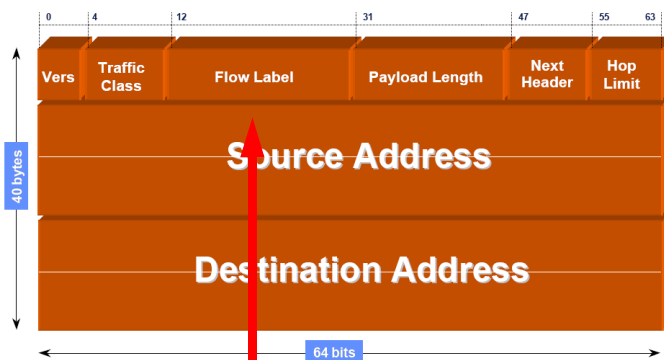 0 4 12 31 47 55 63
Vers Traffic Class Flow Label Payload Length Next Header Hop Limit
Source Address
40 bytes
Destination Address
64 bits